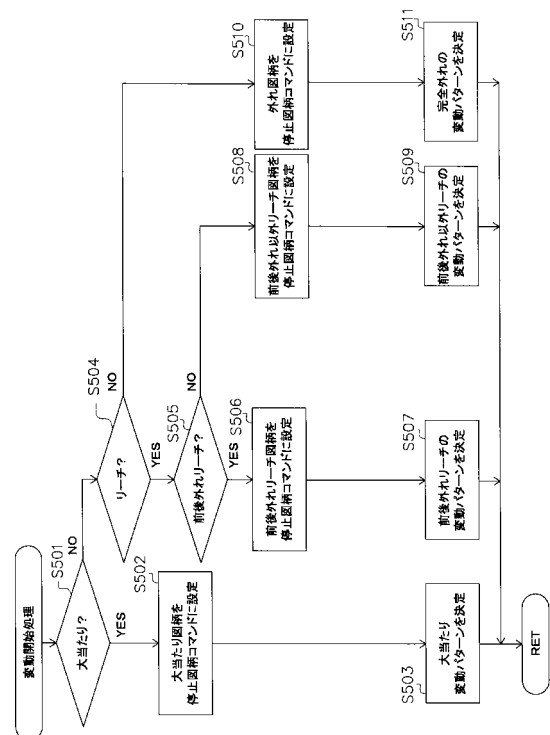 変動開始処理
S501
大当たり？
NO
YES
S502
大当たり図柄を
停止図柄コマンドに設定
S503
大当たり
変動パターンを決定
S504
リーチ？
NO
YES
S505
前後外れリーチ？
NO
YES
S506
前後外れリーチ図柄を
停止図柄コマンドに設定
S507
前後外れリーチの
変動パターンを決定
S508
前後外れ以外リーチ図柄を
停止図柄コマンドに設定
S509
前後外れ以外リーチの
変動パターンを決定
S510
外れ図柄を
停止図柄コマンドに設定
S511
完全外れの
変動パターンを決定
RET